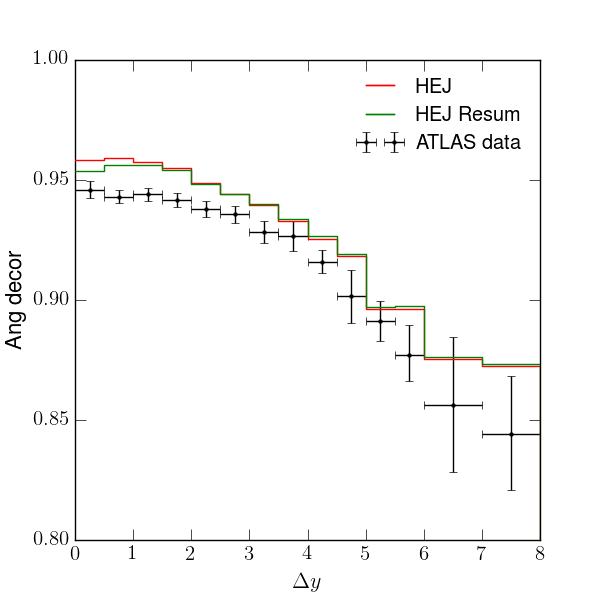 1.00
HEJ
HEJ Resum
ATLAS data
0.95
0.90
0.85
0.80
Ang decor
0 1 2 3 4 5 6 7 8
Δy